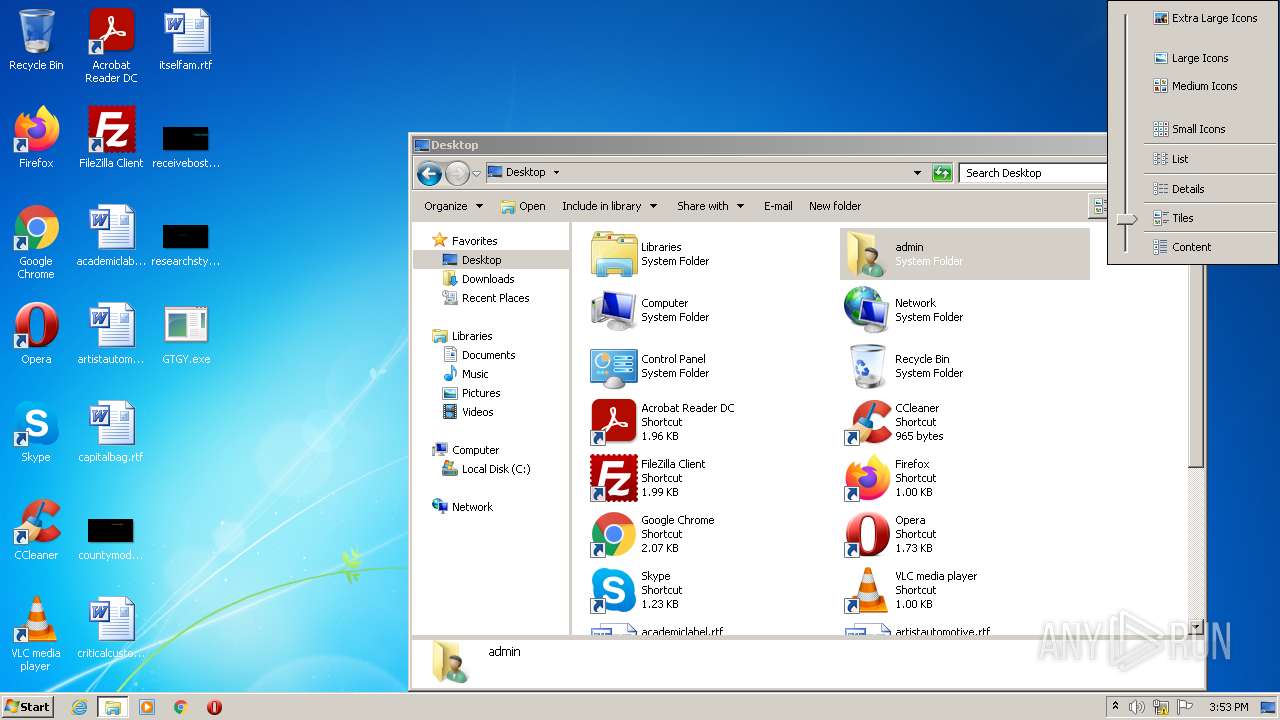 Recycle Bin
Acrobat
Reader DC
itselfam.rtf
Firefox
FileZilla Client
receivebost...
Google
Chrome
academiclab...
researchsty...
Opera
artistautom...
GTGY.exe
Skype
capitalbag.rtf
CCleaner
countymod...
VLC media
player
criticalcusto...
Desktop
Desktop
Search Desktop
Organize
Open
Include in library
Share with
E-mail
New folder
Favorites
Desktop
Downloads
Recent Places
Libraries
Documents
Music
Pictures
Videos
Computer
Local Disk (C:)
Network
Libraries
System Folder
admin
System Folder
Computer
System Folder
Network
System Folder
Control Panel
System Folder
Recycle Bin
System Folder
Acrobat Reader DC
Shortcut
1.96 KB
CCleaner
Shortcut
965 bytes
FileZilla Client
Shortcut
1.99 KB
Firefox
Shortcut
1.00 KB
Google Chrome
Shortcut
2.07 KB
Opera
Shortcut
1.08 KB
Skype
Shortcut
1.23 KB
VLC media player
Shortcut
1.00 KB
academiclabel.rtf
artistautomotive.rtf
admin
Extra Large Icons
Large Icons
Medium Icons
Small Icons
List
Details
Tiles
Content
ANY RUN
Start
3:53 PM